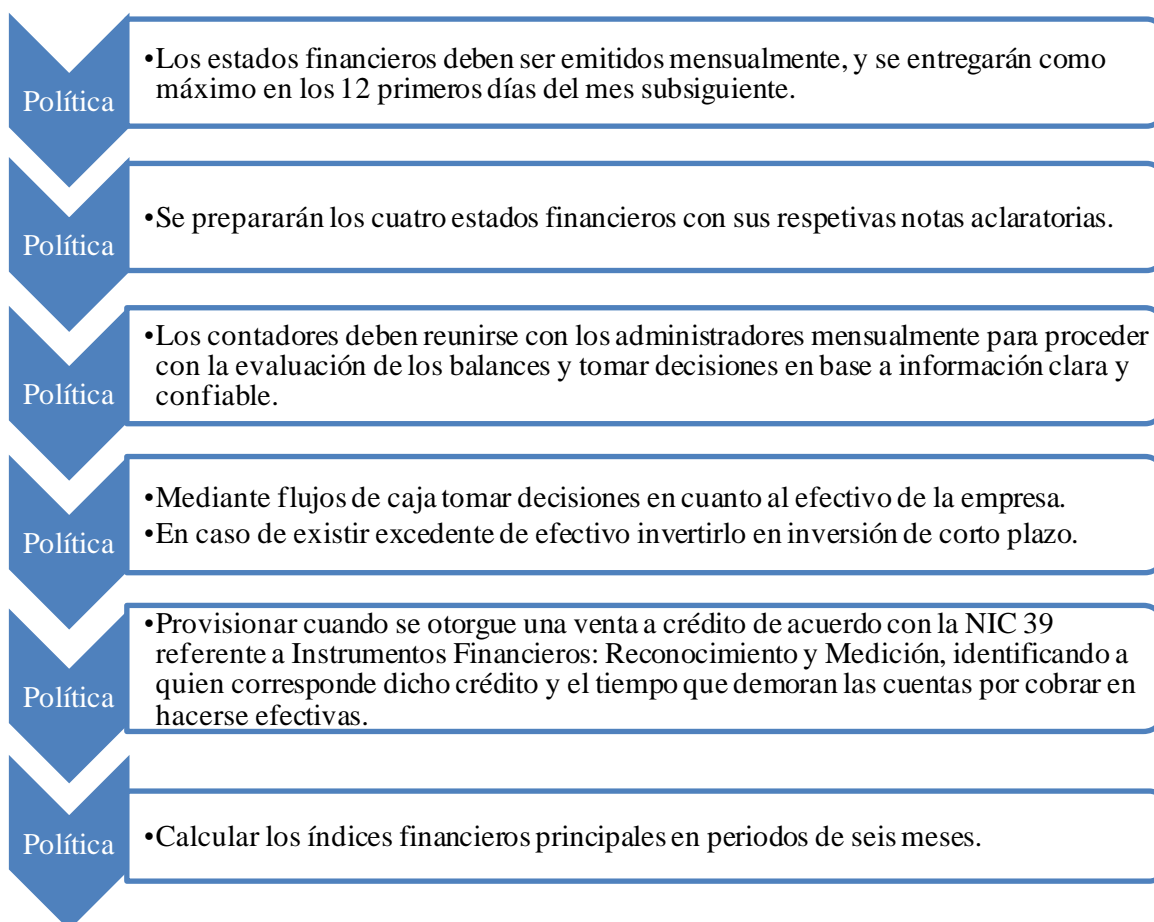 Política
•Los estados financieros deben ser emitidos mensualmente, y se entregarán como
máximo en los 12 primeros días del mes subsiguiente.
Política
•Se prepararán los cuatro estados financieros con sus respetivas notas aclaratorias.
Política
•Los contadores deben reunirse con los administradores mensualmente para proceder
con la evaluación de los balances y tomar decisiones en base a información clara y
confiable.
Política
•Mediante flujos de caja tomar decisiones en cuanto al efectivo de la empresa.
•En caso de existir excedente de efectivo invertirlo en inversión de corto plazo.
Política
•Provisionar cuando se otorgue una venta a crédito de acuerdo con la NIC 39
referente a Instrumentos Financieros: Reconocimiento y Medición, identificando a
quien corresponde dicho crédito y el tiempo que demoran las cuentas por cobrar en
hacerse efectivas.
Política
•Calcular los índices financieros principales en periodos de seis meses.